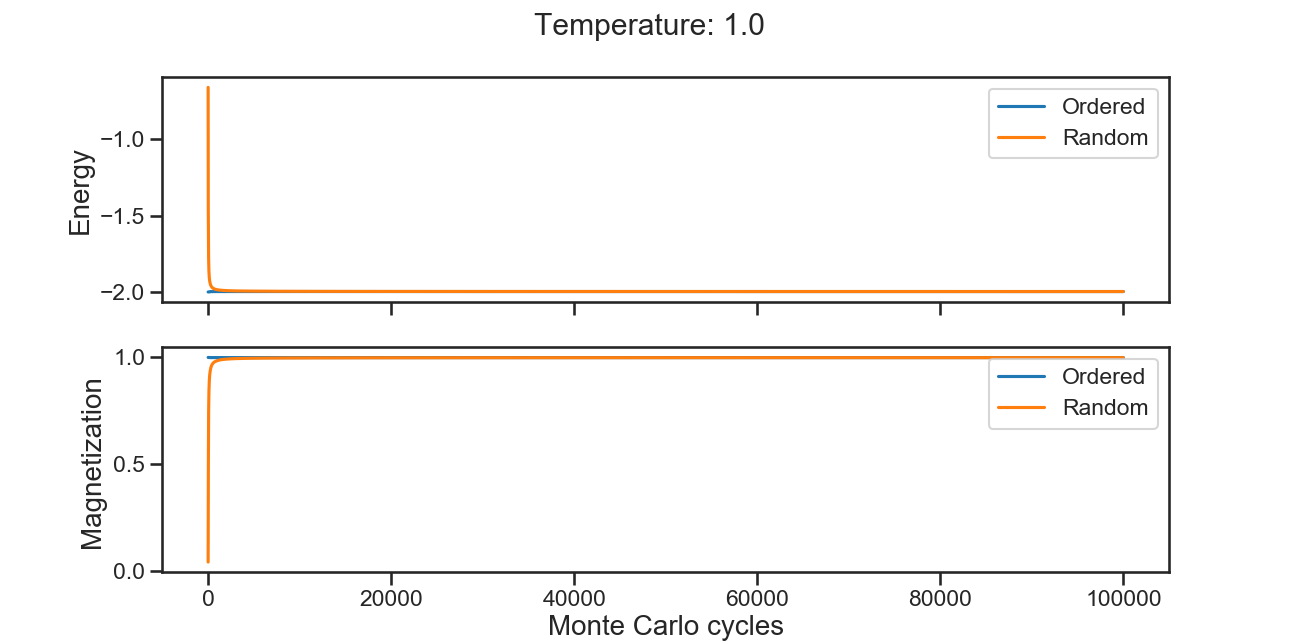 Temperature: 1.0
Energy
−1.0
−1.5
−2.0
Ordered
Random
Magnetization
1.0
0.5
0.0
Ordered
Random
0 20000 40000 60000 80000 100000
Monte Carlo cycles